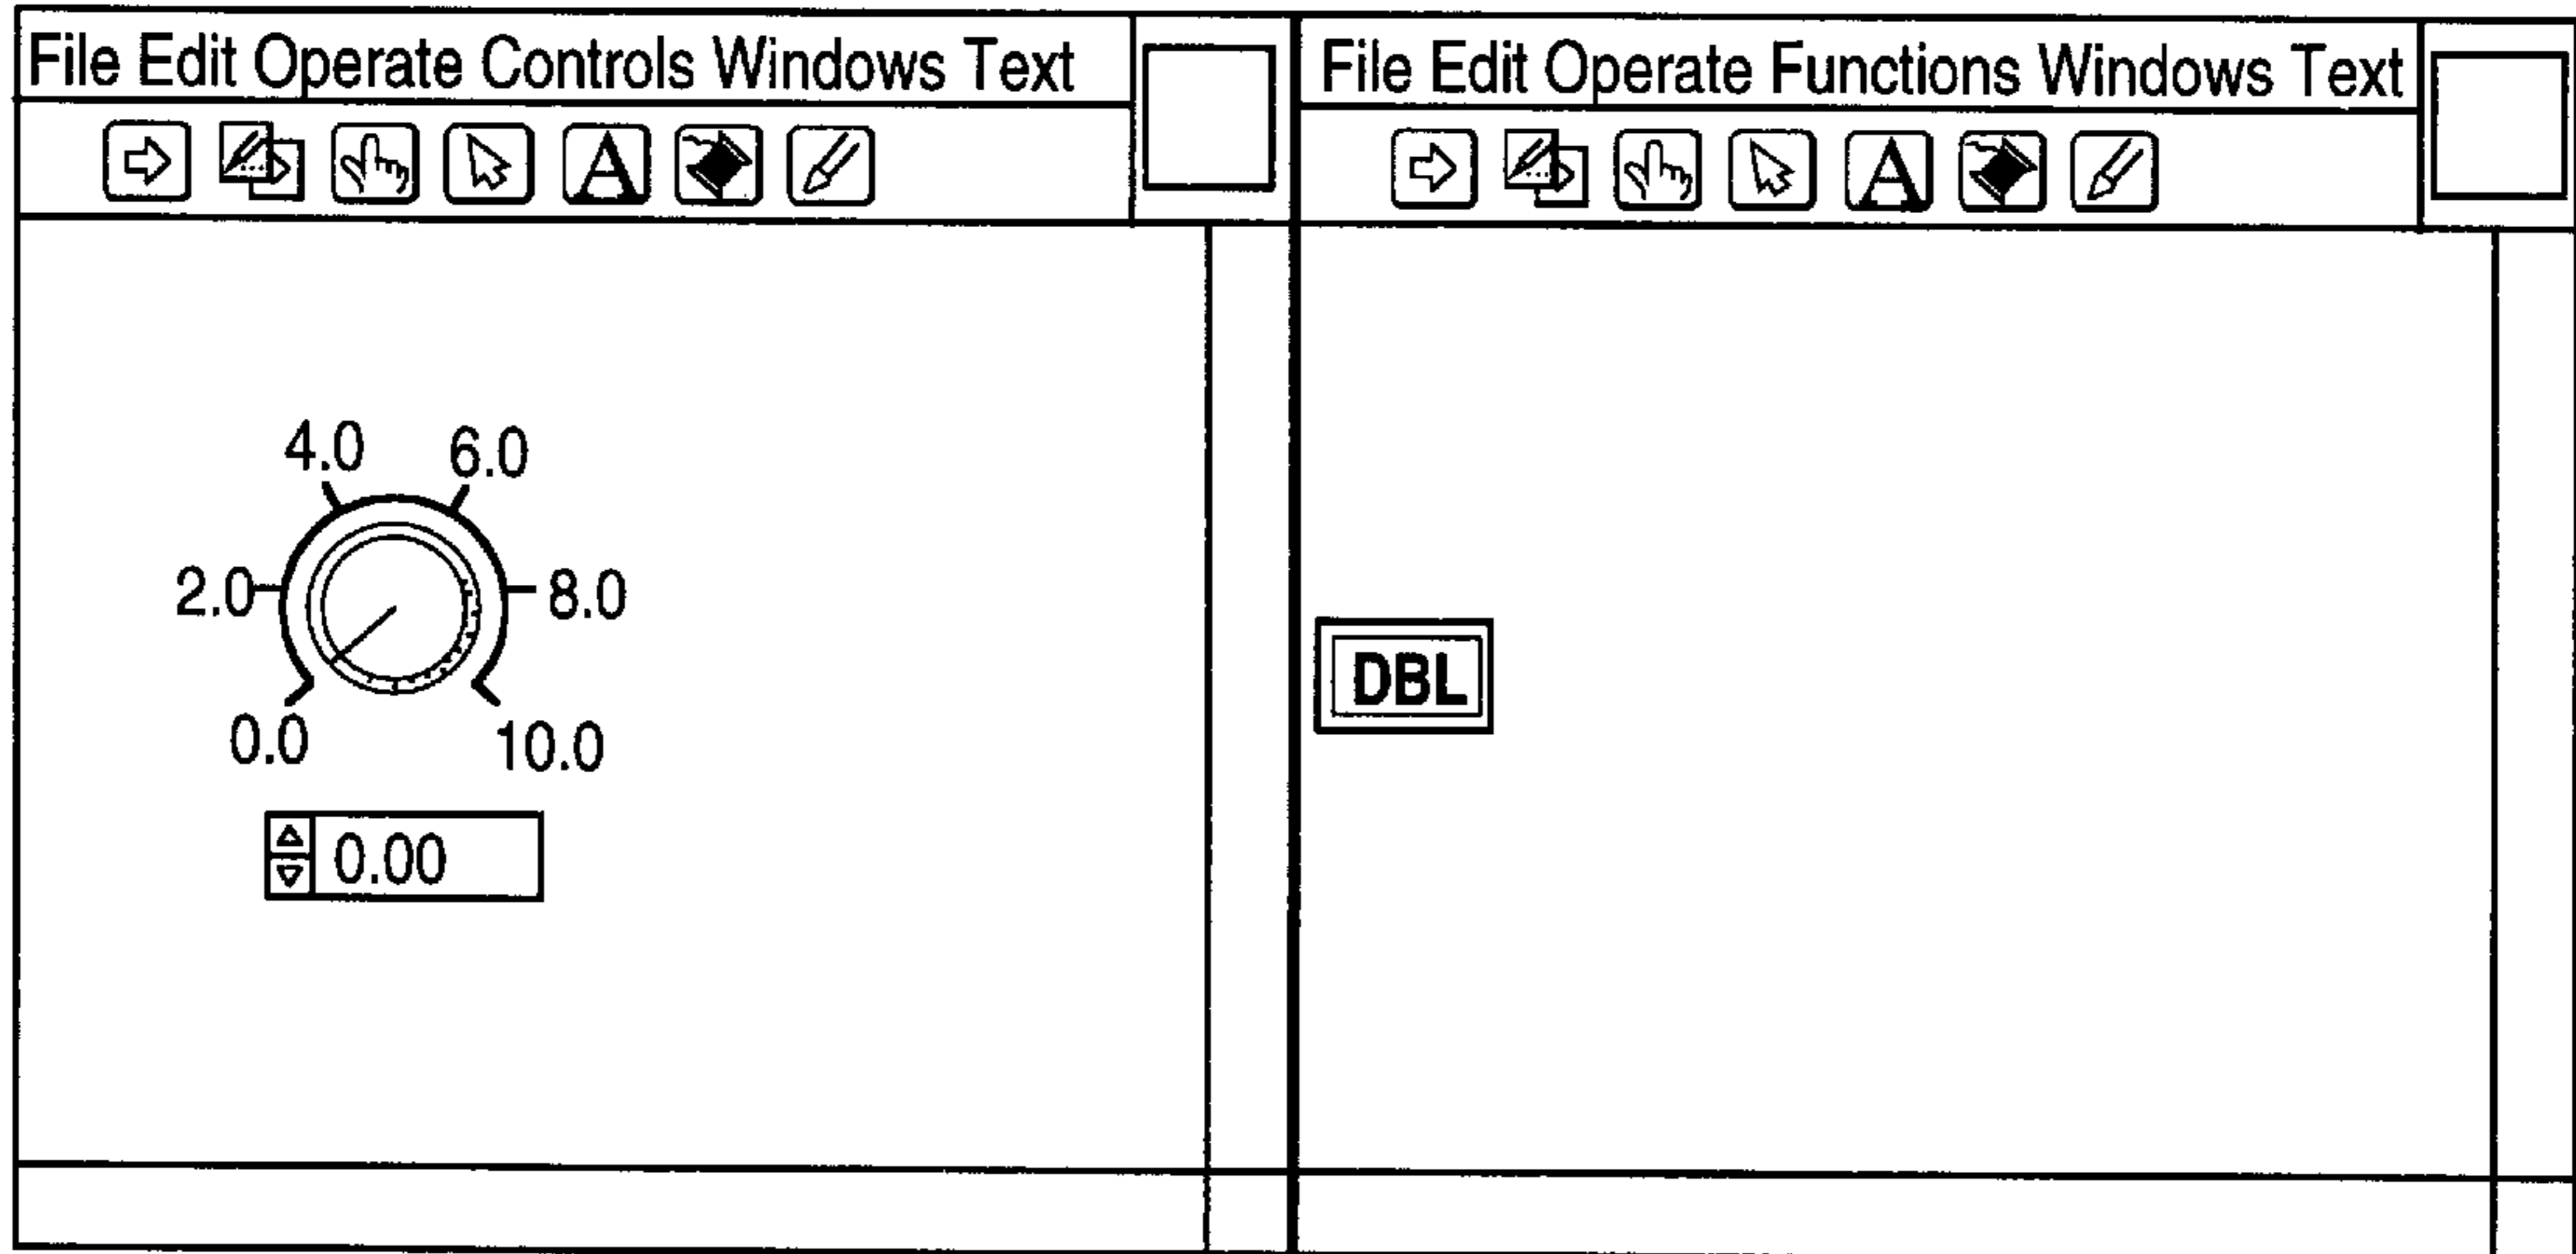 File Edit Operate Controls Windows Text
A
4.0 6.0
2.0 8.0
0.0 10.0
0.00
File Edit Operate Functions Windows Text
A
DBL